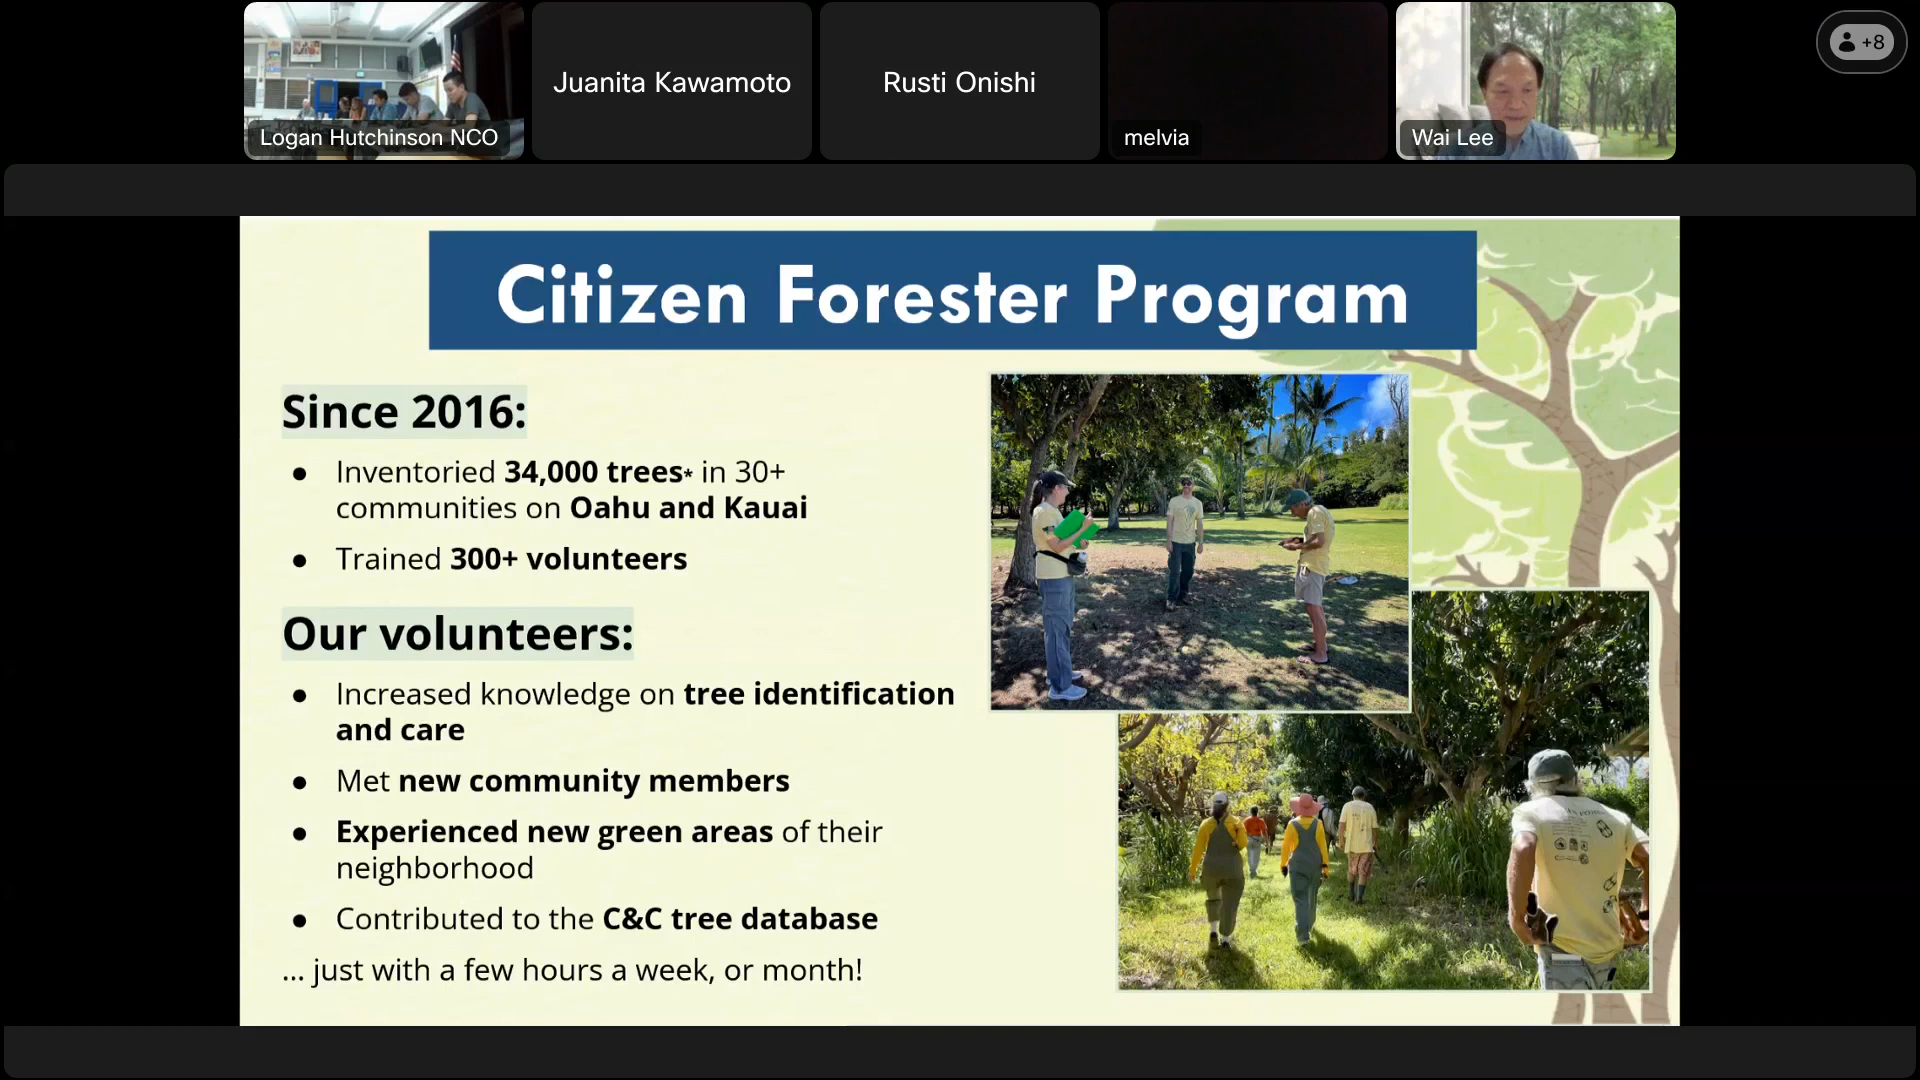 Logan Hutchinson NCO
Juanita Kawamoto
Rusti Onishi
melvia
Wai Lee
+8
Citizen Forester Program
Since 2016:
● Inventoried 34,000 trees* in 30+
communities on Oahu and Kauai
● Trained 300+ volunteers
Our volunteers:
● Increased knowledge on tree identification
and care
● Met new community members
● Experienced new green areas of their
neighborhood
● Contributed to the C&C tree database
... just with a few hours a week, or month!